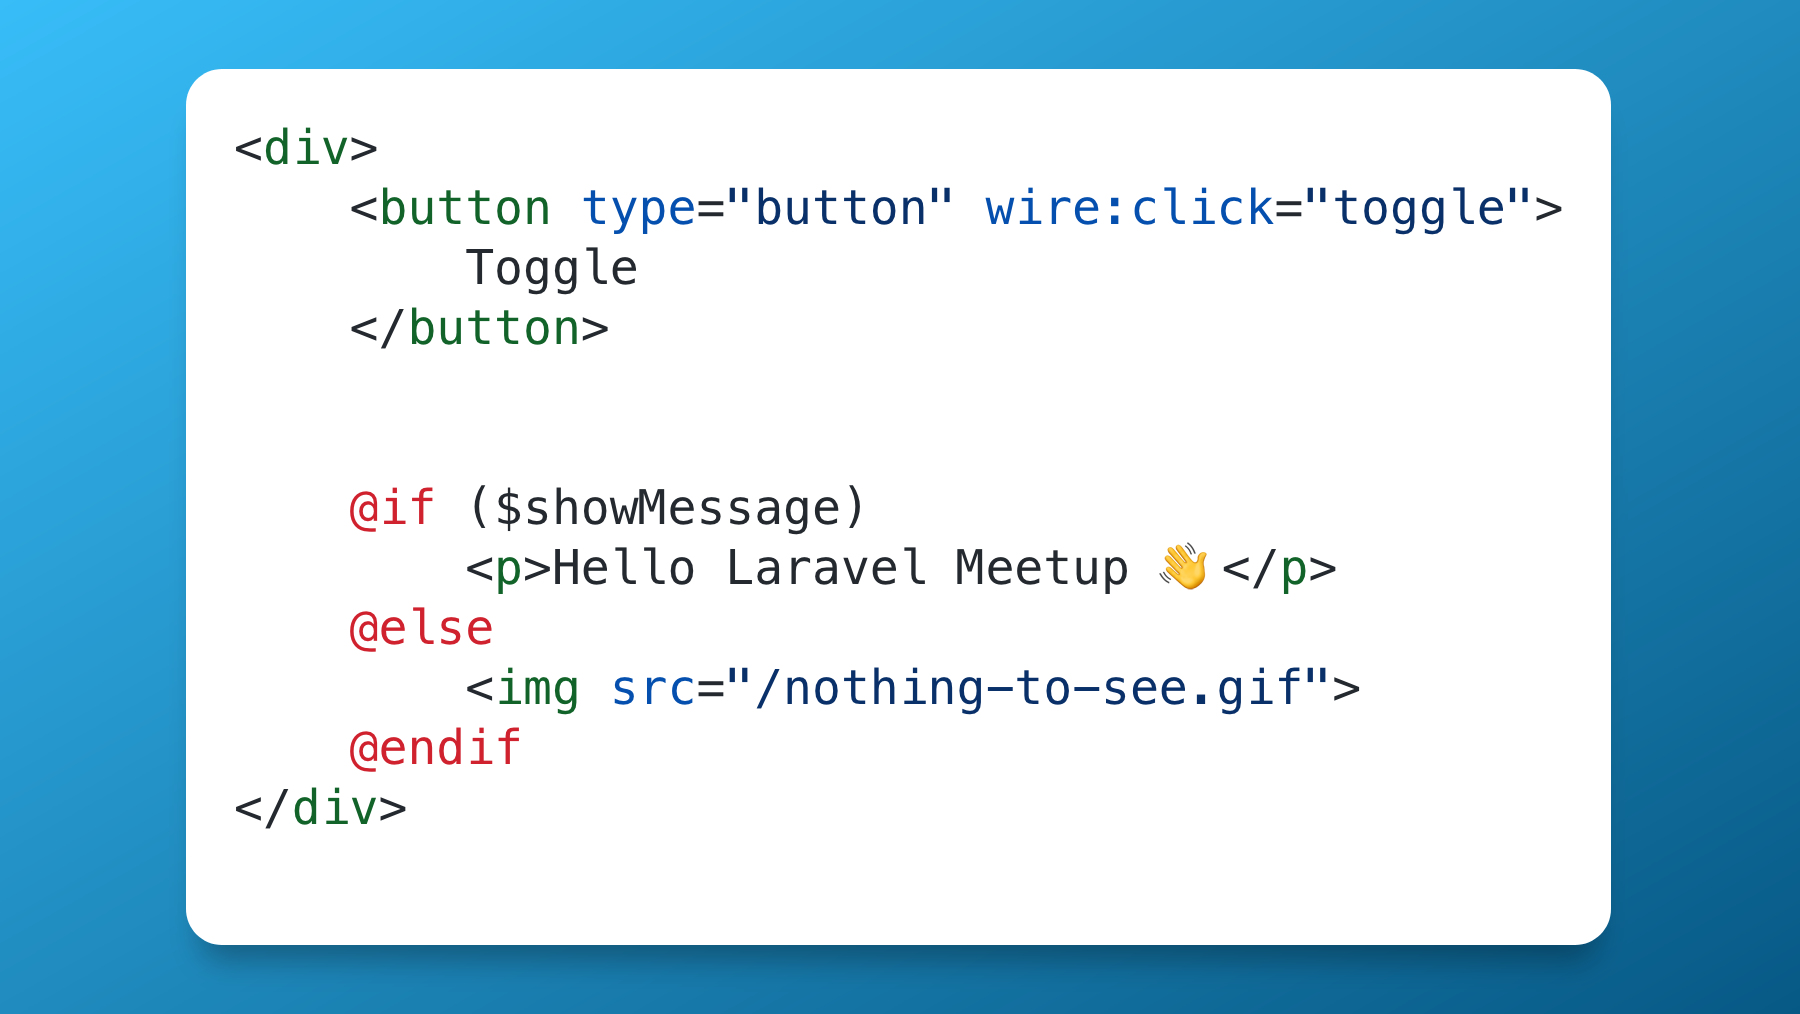 <div>
    <button type="button" wire:click="toggle">
        Toggle
    </button>
    @if ($showMessage)
        <p>Hello Laravel Meetup 👋</p>
    @else
        <img src="/nothing-to-see.gif">
    @endif
</div>